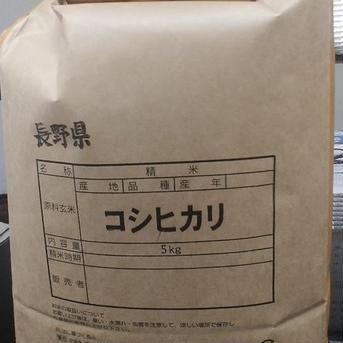 長野県
名 称 精 米
産 地 品 種 産 年
原料玄米 コシヒカリ
内 容 量 5kg
精米時期
販 売 者